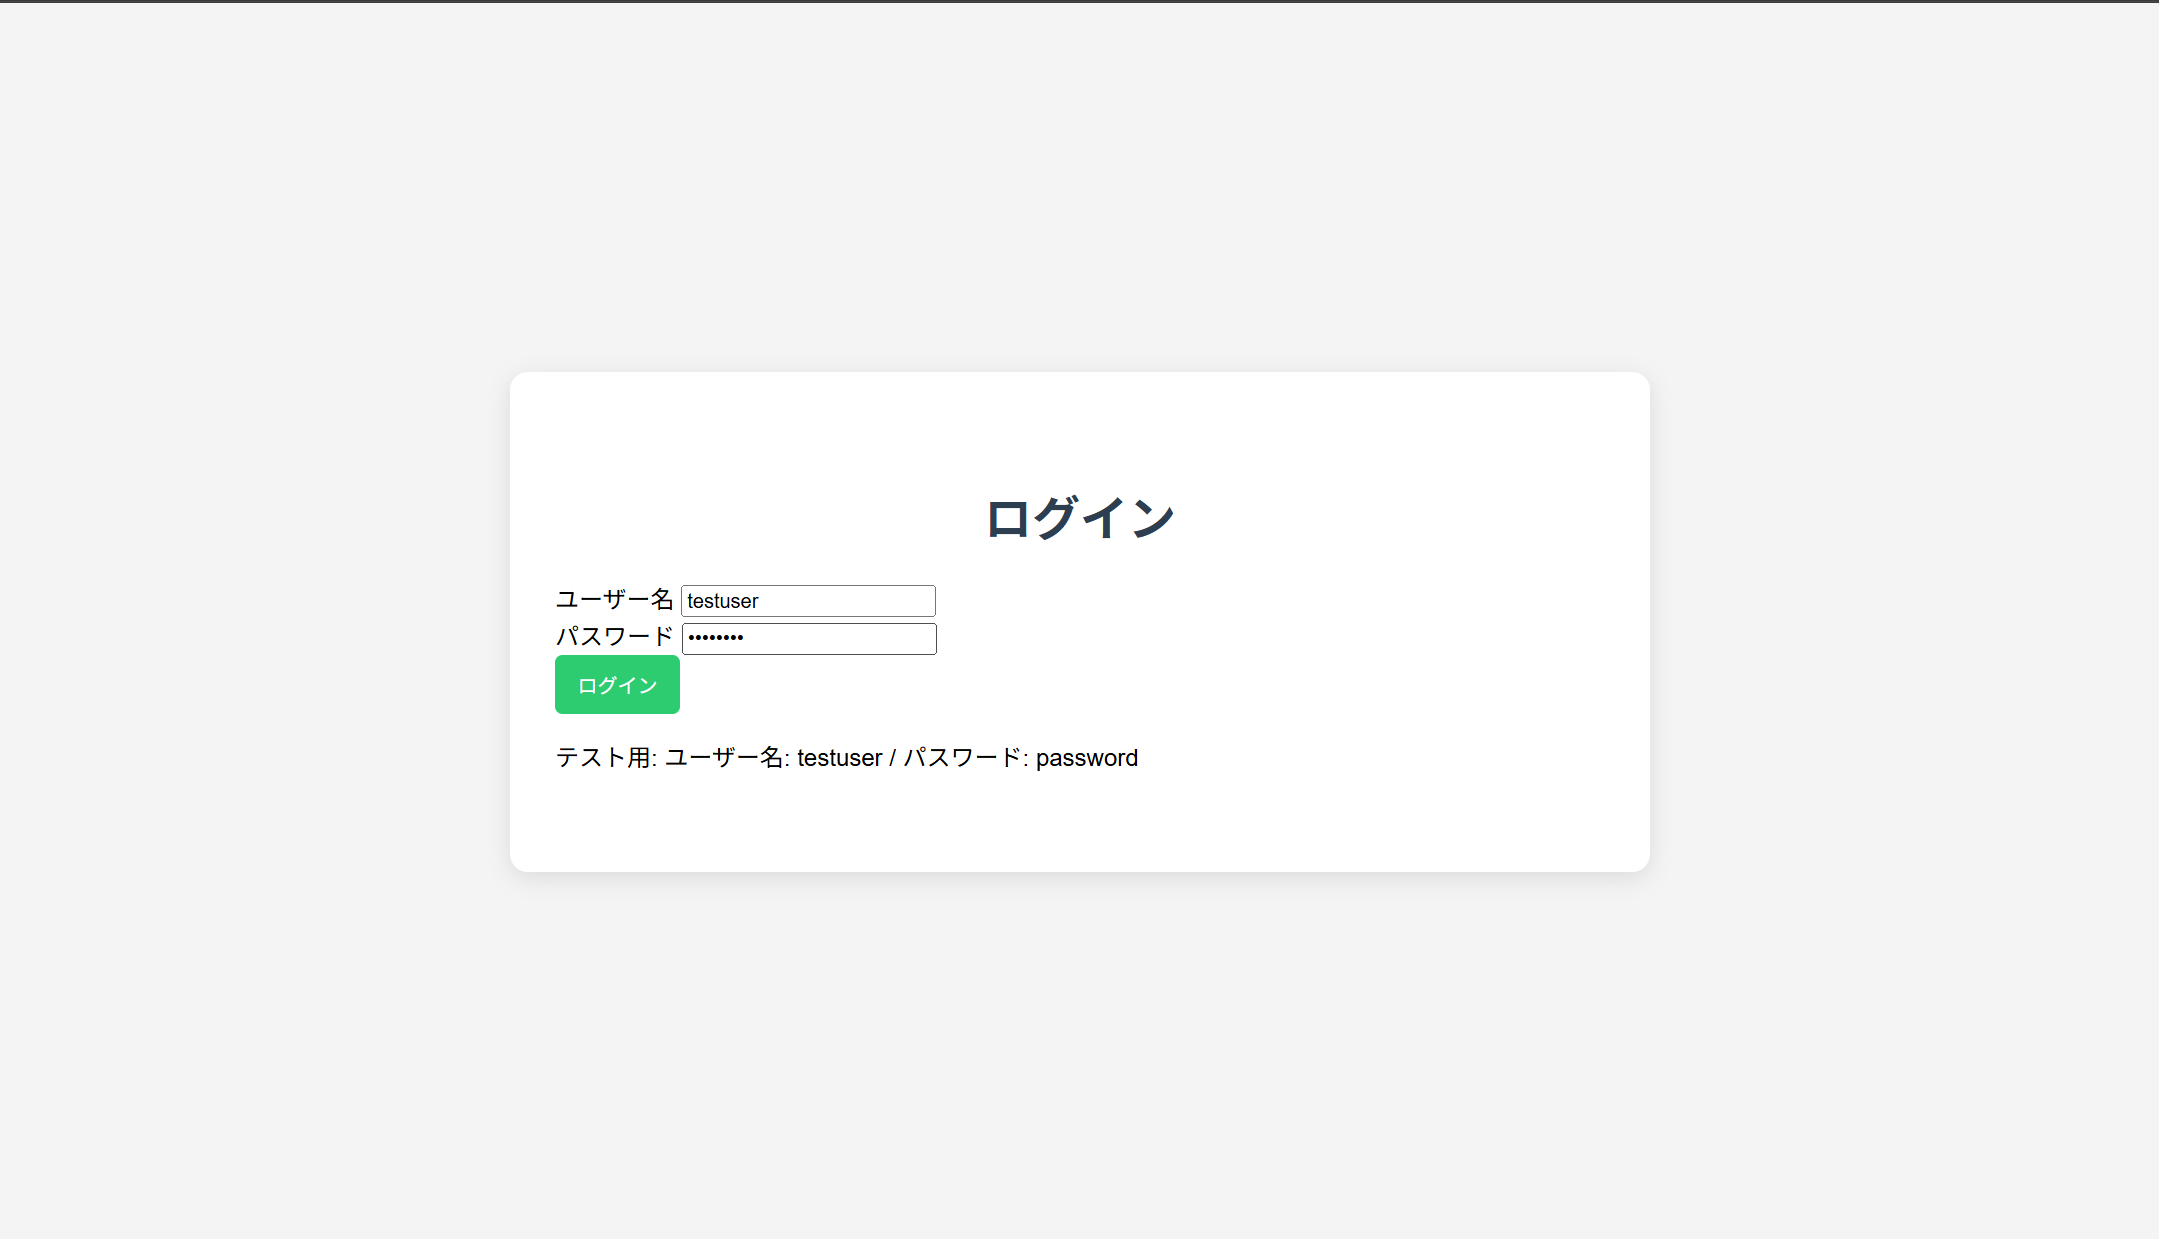 ログイン
ユーザー名 testuser
パスワード ••••••••
ログイン
テスト用: ユーザー名: testuser / パスワード: password